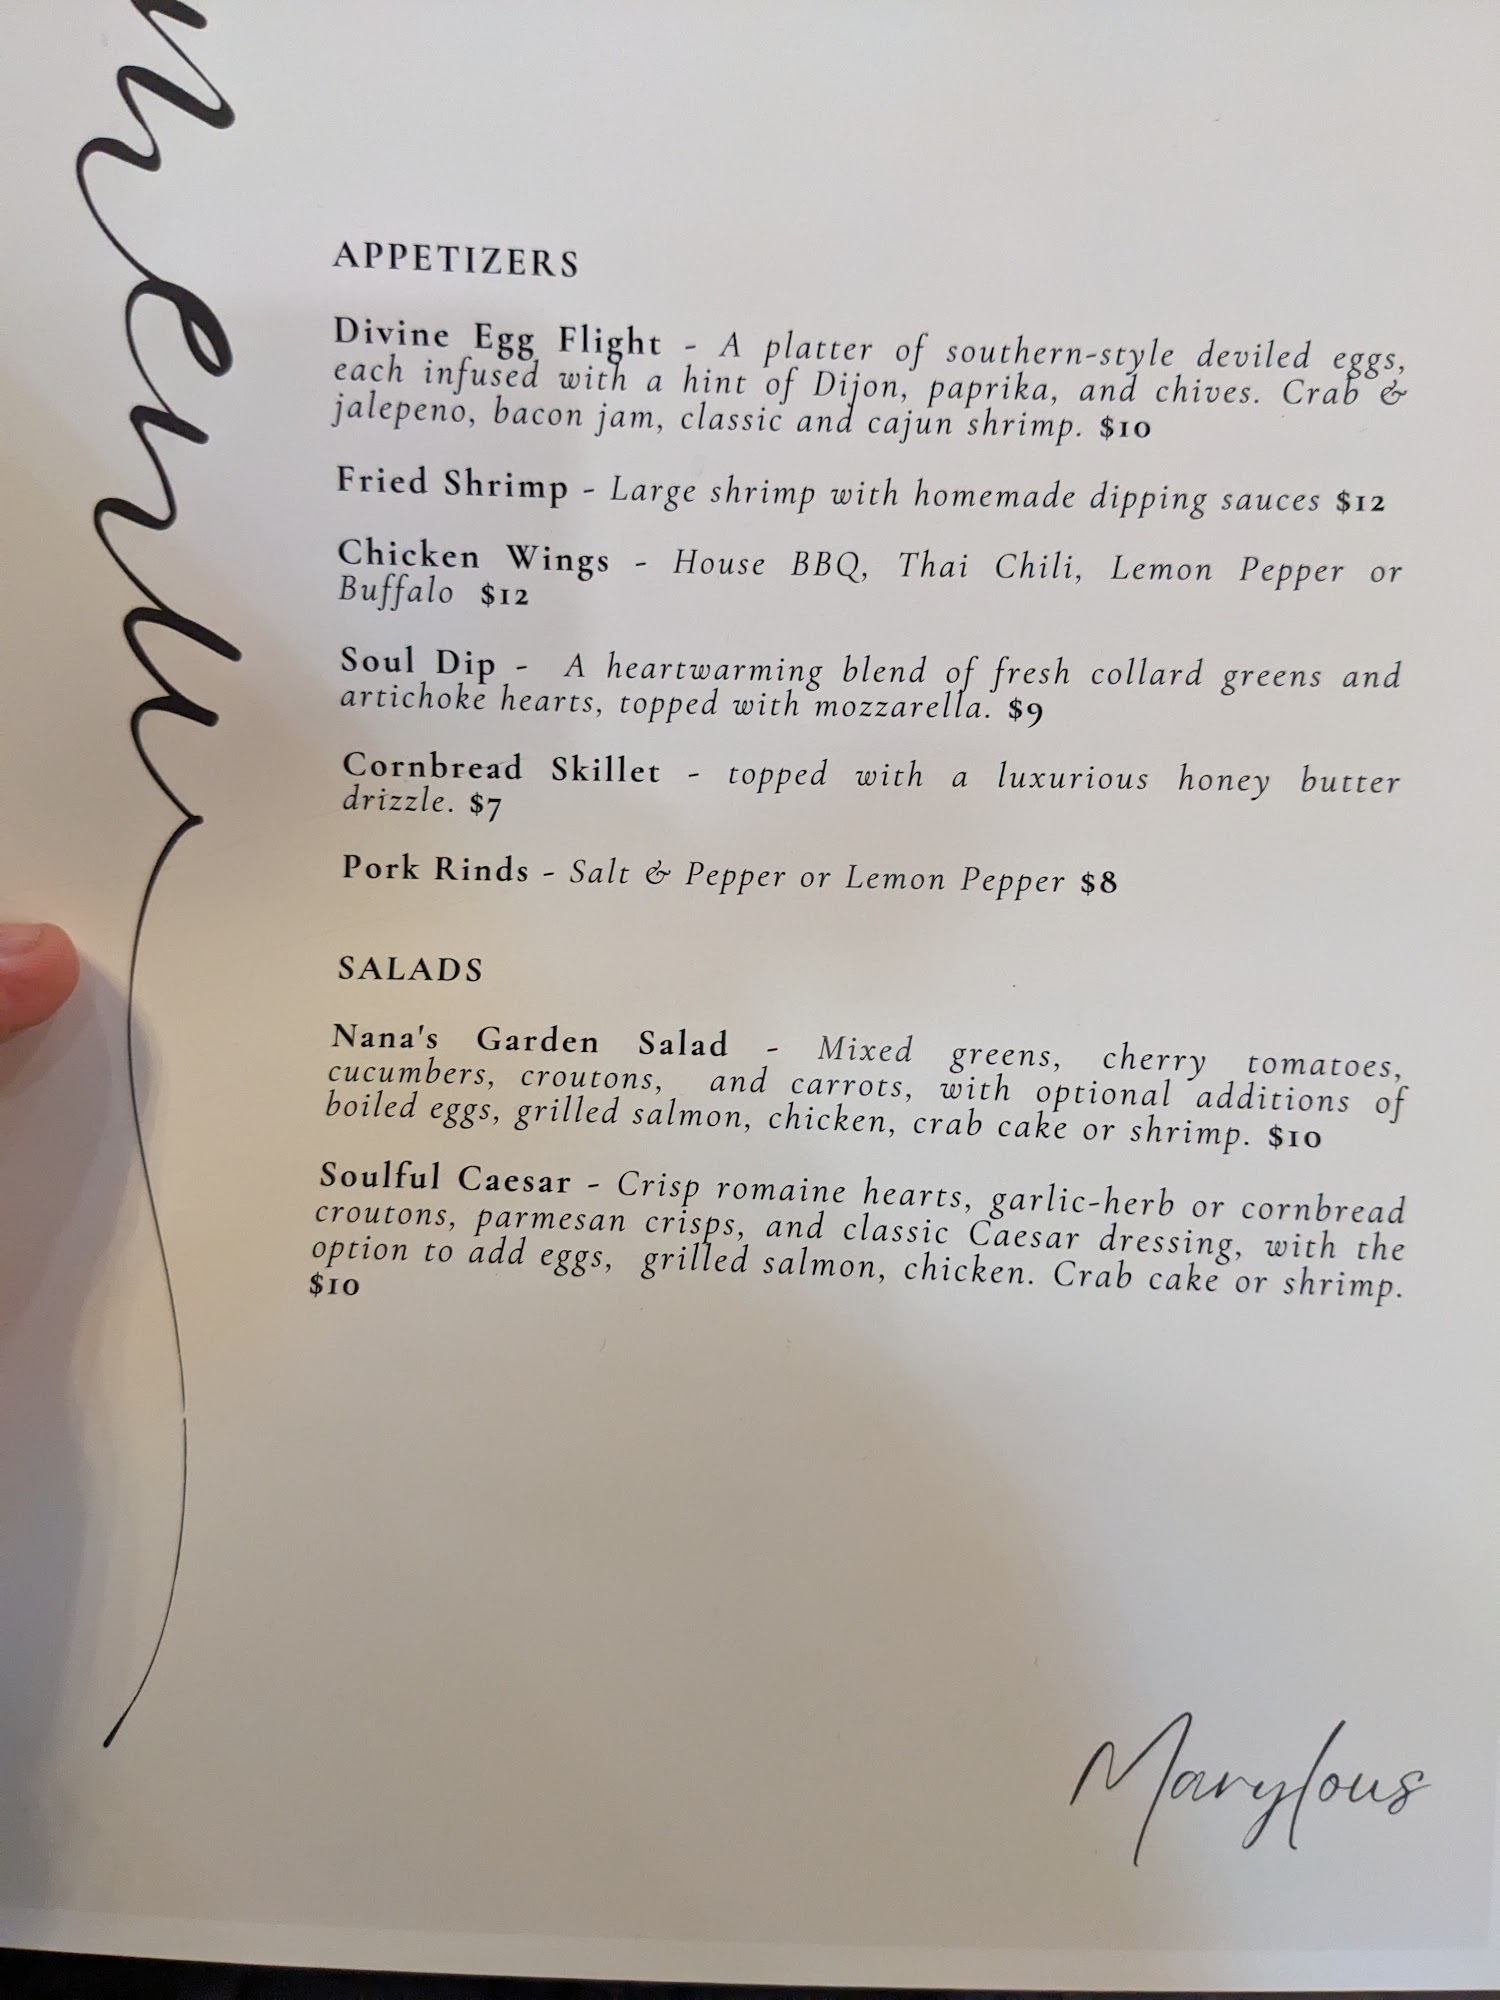 menu
APPETIZERS
Divine Egg Flight - A platter of southern-style deviled eggs,
each infused with a hint of Dijon, paprika, and chives. Crab &
jalepeno, bacon jam, classic and cajun shrimp. $10
Fried Shrimp - Large shrimp with homemade dipping sauces $12
Chicken Wings - House BBQ, Thai Chili, Lemon Pepper or
Buffalo $12
Soul Dip - A heartwarming blend of fresh collard greens and
artichoke hearts, topped with mozzarella. $9
Cornbread Skillet - topped with a luxurious honey butter
drizzle. $7
Pork Rinds - Salt & Pepper or Lemon Pepper $8
SALADS
Nana's Garden Salad - Mixed greens, cherry tomatoes,
cucumbers, croutons, and carrots, with optional additions of
boiled eggs, grilled salmon, chicken, crab cake or shrimp. $10
Soulful Caesar - Crisp romaine hearts, garlic-herb or cornbread
croutons, parmesan crisps, and classic Caesar dressing, with the
option to add eggs, grilled salmon, chicken. Crab cake or shrimp.
$10
Marylous